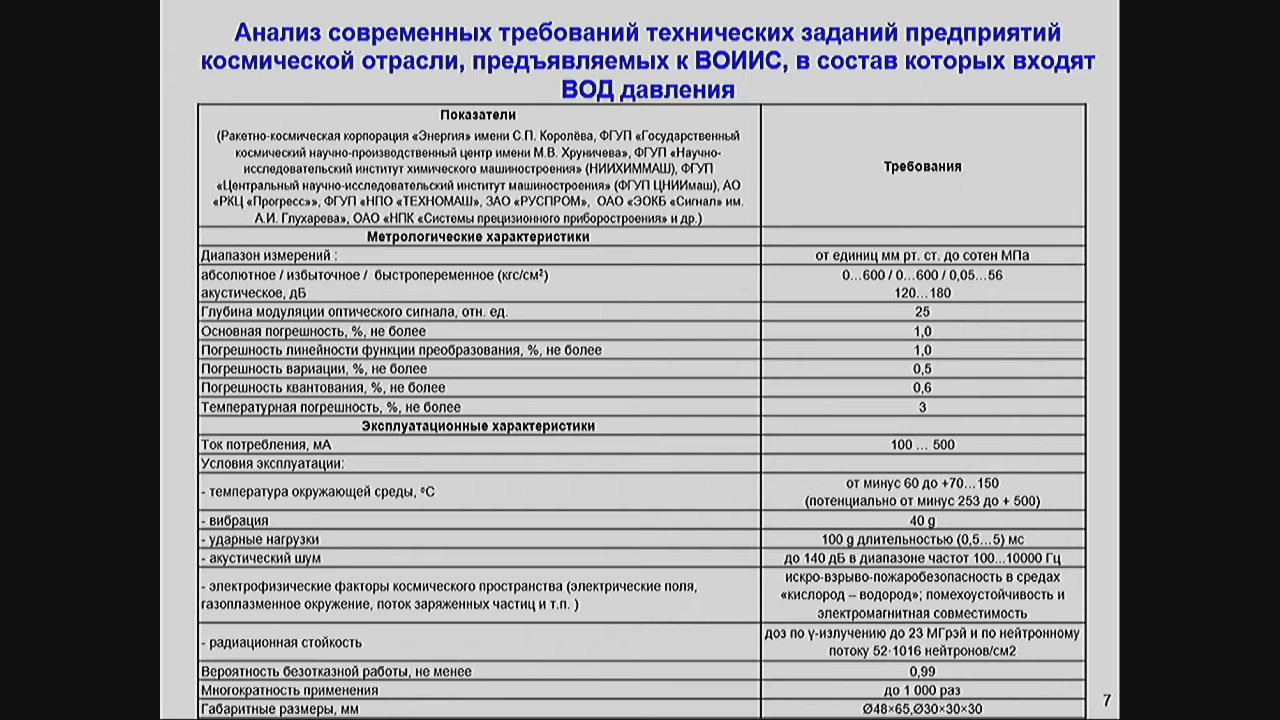 Анализ современных требований технических заданий предприятий
космической отрасли, предъявляемых к ВОИИС, в состав которых входят
ВОД давления
Показатели
(Ракетно-космическая корпорация «Энергия» имени С.П. Королёва, ФГУП «Государственный
космический научно-производственный центр имени М.В. Хруничева», ФГУП «Научно-
исследовательский институт химического машиностроения» (НИИХИММАШ), ФГУП
«Центральный научно-исследовательский институт машиностроения» (ФГУП ЦНИИмаш), АО
«РКЦ «Прогресс»», ФГУП «НПО «ТЕХНОМАШ», ЗАО «РУСПРОМ», ОАО «ЭОКБ «Сигнал» им.
А.И. Глухарева», ОАО «НПК «Системы прецизионного приборостроения» и др.)
Требования
Метрологические характеристики
Диапазон измерений :
от единиц мм рт. ст. до сотен МПа
абсолютное / избыточное / быстропеременное (кгс/см²)
0…600 / 0…600 / 0,05…56
акустическое, дБ
120…180
Глубина модуляции оптического сигнала, отн. ед.
25
Основная погрешность, %, не более
1,0
Погрешность линейности функции преобразования, %, не более
1,0
Погрешность вариации, %, не более
0,5
Погрешность квантования, %, не более
0,6
Температурная погрешность, %, не более
3
Эксплуатационные характеристики
Ток потребления, мА
100 … 500
Условия эксплуатации:
- температура окружающей среды, ºС
от минус 60 до +70…150
(потенциально от минус 253 до + 500)
- вибрация
40 g
- ударные нагрузки
100 g длительностью (0,5…5) мс
- акустический шум
до 140 дБ в диапазоне частот 100...10000 Гц
- электрофизические факторы космического пространства (электрические поля,
газоплазменное окружение, поток заряженных частиц и т.п. )
искро-взрыво-пожаробезопасность в средах
«кислород – водород»; помехоустойчивость и
электромагнитная совместимость
- радиационная стойкость
доз по γ-излучению до 23 МГрэй и по нейтронному
потоку 52·1016 нейтронов/см2
Вероятность безотказной работы, не менее
0,99
Многократность применения
до 1 000 раз
Габаритные размеры, мм
Ø48×65,Ø30×30×30
7